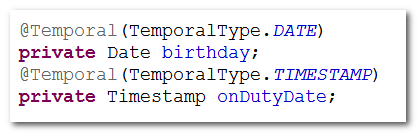 @Temporal(TemporalType.DATE)
private Date birthday;
@Temporal(TemporalType.TIMESTAMP)
private Timestamp onDutyDate;